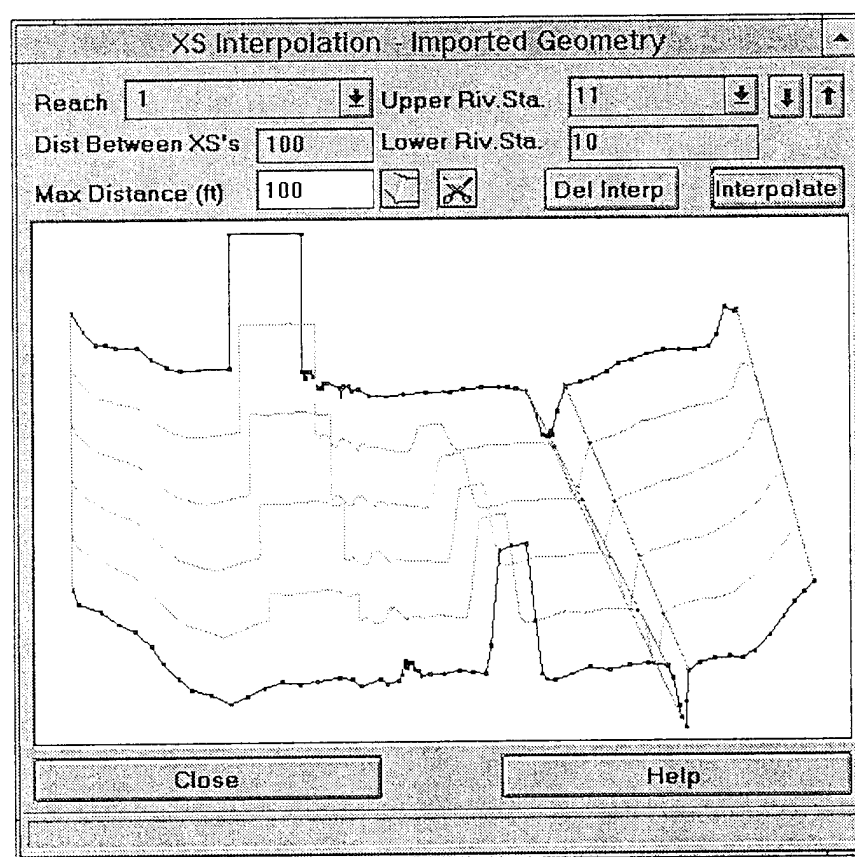 XS Interpolation - Imported Geometry
Reach 1 Upper Riv.Sta. 11
Dist Between XS's 100 Lower Riv.Sta. 10
Max Distance (ft) 100 Del Interp Interpolate
Close Help